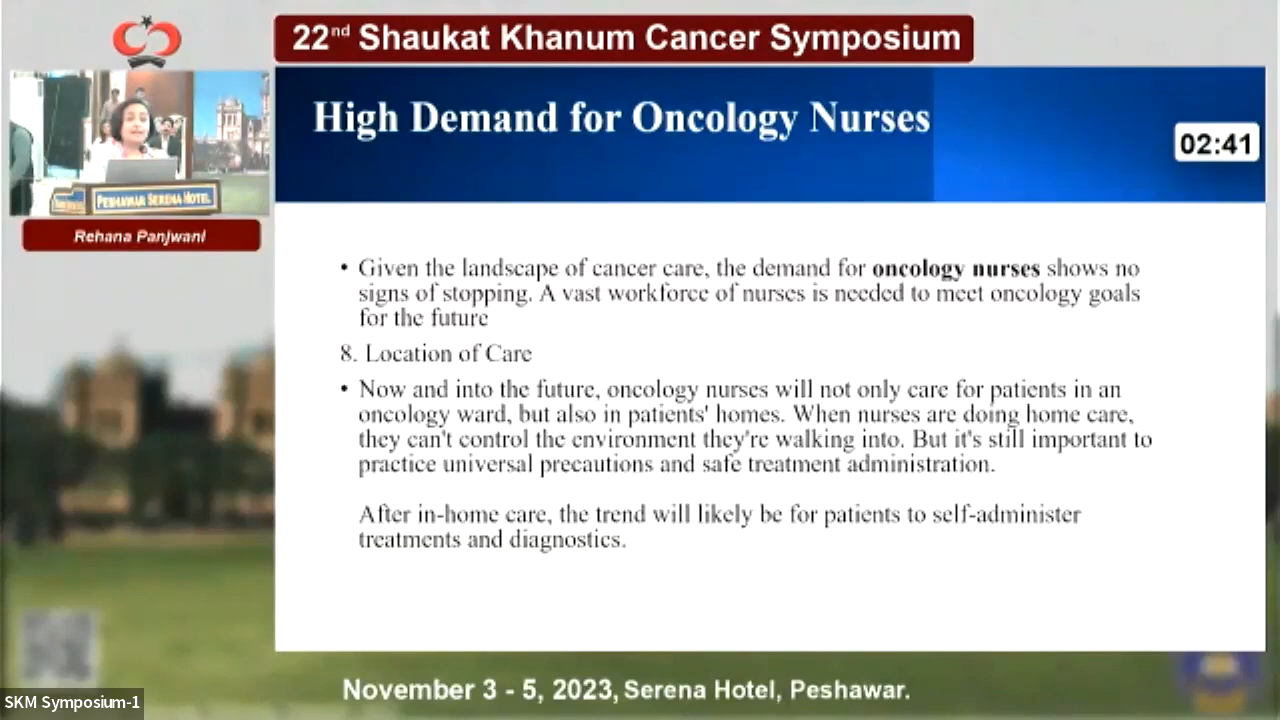 22nd Shaukat Khanum Cancer Symposium
High Demand for Oncology Nurses
02:41
PESHAWAR SERENA HOTEL
Rehana Panjwani
• Given the landscape of cancer care, the demand for oncology nurses shows no
signs of stopping. A vast workforce of nurses is needed to meet oncology goals
for the future
8. Location of Care
• Now and into the future, oncology nurses will not only care for patients in an
oncology ward, but also in patients' homes. When nurses are doing home care,
they can't control the environment they're walking into. But it's still important to
practice universal precautions and safe treatment administration.
After in-home care, the trend will likely be for patients to self-administer
treatments and diagnostics.
November 3 - 5, 2023, Serena Hotel, Peshawar.
SKM Symposium-1